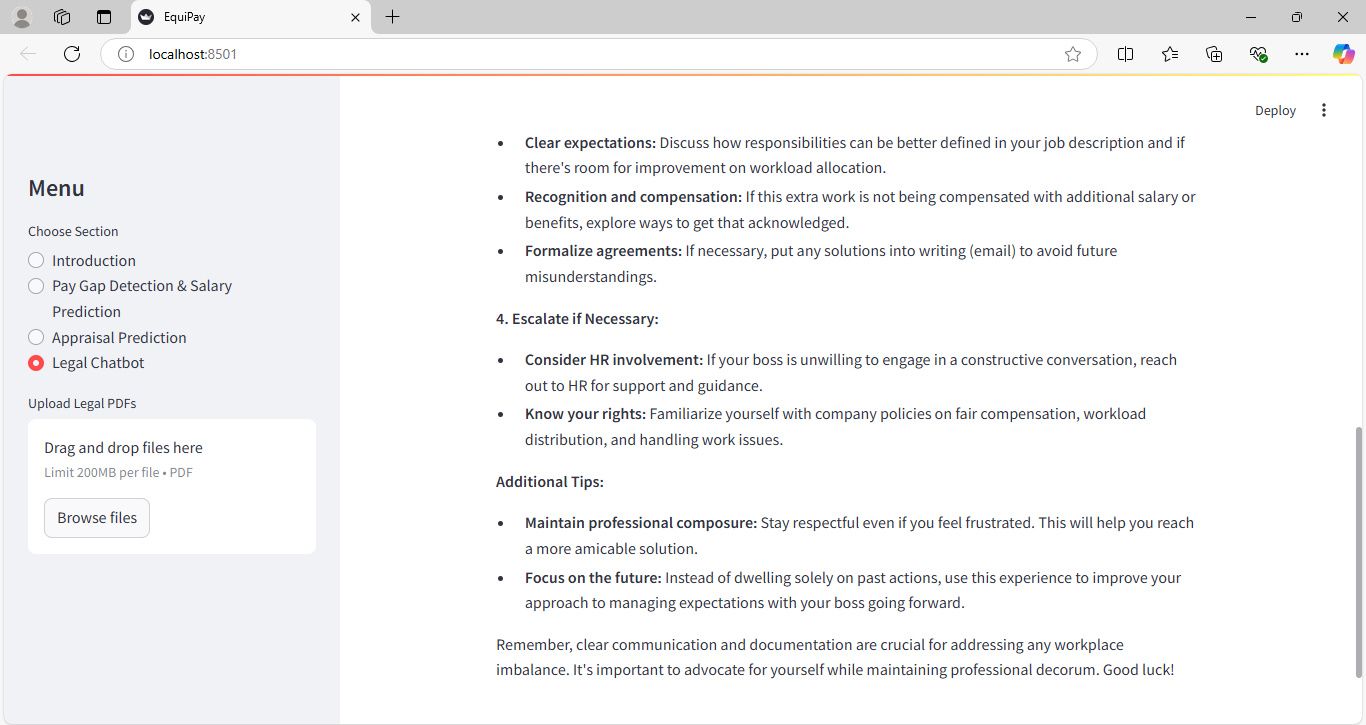 EquiPay
localhost:8501
Deploy
Menu
Choose Section
Introduction
Pay Gap Detection & Salary
Prediction
Appraisal Prediction
Legal Chatbot
Upload Legal PDFs
Drag and drop files here
Limit 200MB per file • PDF
Browse files
• Clear expectations: Discuss how responsibilities can be better defined in your job description and if
there's room for improvement on workload allocation.
• Recognition and compensation: If this extra work is not being compensated with additional salary or
benefits, explore ways to get that acknowledged.
• Formalize agreements: If necessary, put any solutions into writing (email) to avoid future
misunderstandings.
4. Escalate if Necessary:
• Consider HR involvement: If your boss is unwilling to engage in a constructive conversation, reach
out to HR for support and guidance.
• Know your rights: Familiarize yourself with company policies on fair compensation, workload
distribution, and handling work issues.
Additional Tips:
• Maintain professional composure: Stay respectful even if you feel frustrated. This will help you reach
a more amicable solution.
• Focus on the future: Instead of dwelling solely on past actions, use this experience to improve your
approach to managing expectations with your boss going forward.
Remember, clear communication and documentation are crucial for addressing any workplace
imbalance. It's important to advocate for yourself while maintaining professional decorum. Good luck!